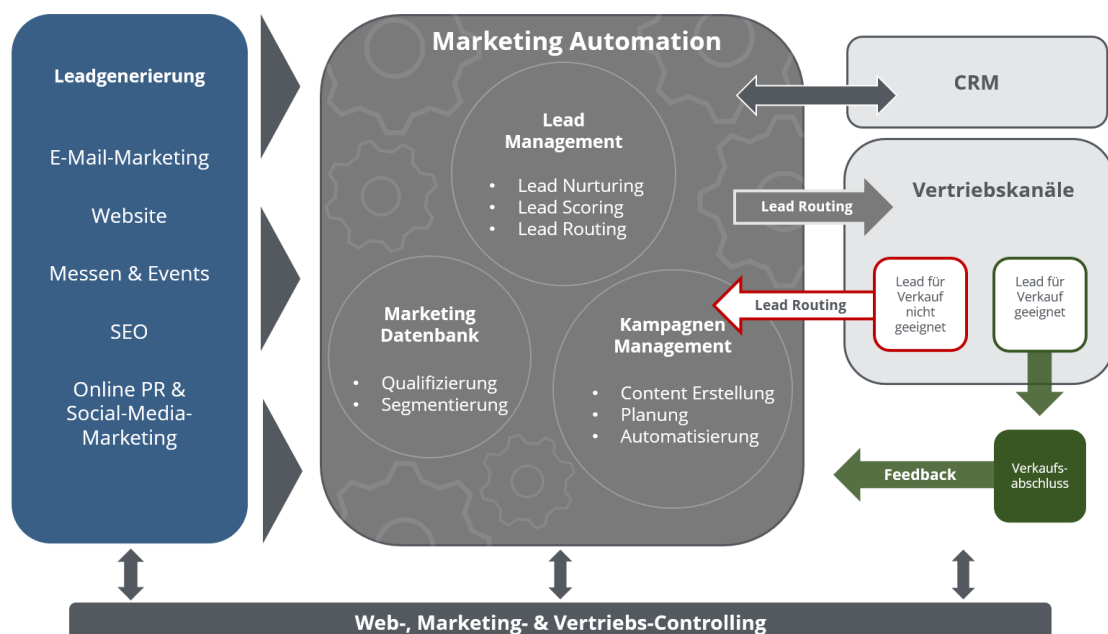 Leadgenerierung
E-Mail-Marketing
Website
Messen & Events
SEO
Online PR &
Social-Media-
Marketing
Marketing Automation
Lead
Management
• Lead Nurturing
• Lead Scoring
• Lead Routing
Marketing
Datenbank
• Qualifizierung
• Segmentierung
Kampagnen
Management
• Content Erstellung
• Planung
• Automatisierung
CRM
Vertriebskanäle
Lead Routing
Lead Routing
Lead für
Verkauf
nicht
geeignet
Lead für
Verkauf
geeignet
Feedback
Verkaufs-
abschluss
Web-, Marketing- & Vertriebs-Controlling